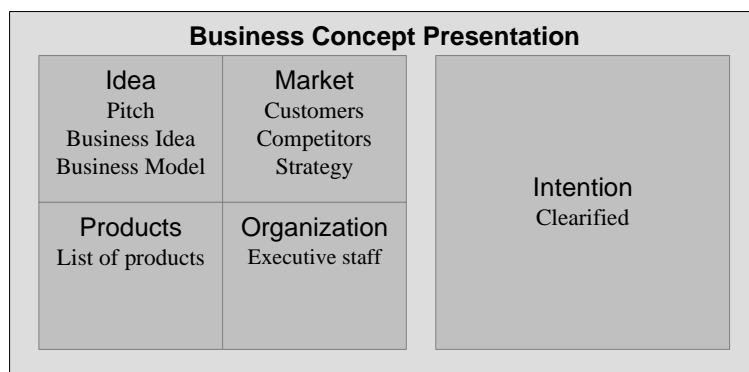 Business Concept Presentation
Idea
Pitch
Business Idea
Business Model
Market
Customers
Competitors
Strategy
Products
List of products
Organization
Executive staff
Intention
Clearified